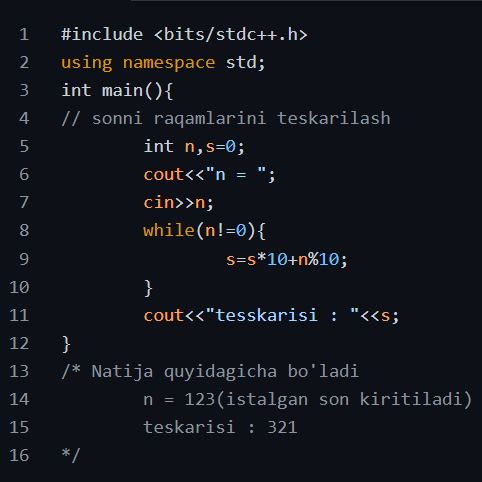 1 #include <bits/stdc++.h>
2 using namespace std;
3 int main(){
4 // sonni raqamlarini teskarilash
5 int n,s=0;
6 cout<<"n = ";
7 cin>>n;
8 while(n!=0){
9 s=s*10+n%10;
10 }
11 cout<<"tesskarisi : "<<s;
12 }
13 /* Natija quyidagicha bo'ladi
14 n = 123(istalgan son kiritiladi)
15 teskarisi : 321
16 */